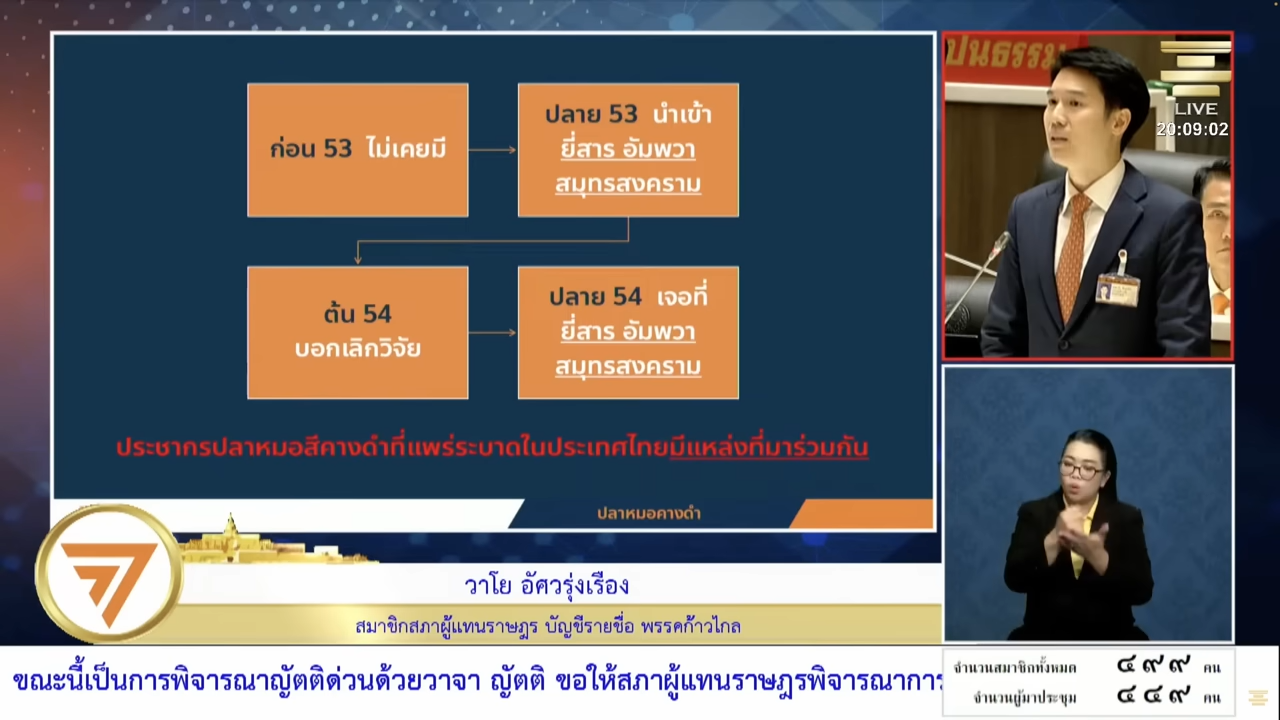 ก่อน 53 ไม่เคยมี
ปลาย 53 นำเข้า
ยี่สาร อัมพวา
สมุทรสงคราม
ต้น 54
บอกเลิกวิจัย
ปลาย 54 เจอที่
ยี่สาร อัมพวา
สมุทรสงคราม
ประชากรปลาหมอสีคางดำที่แพร่ระบาดในประเทศไทยมีแหล่งที่มาร่วมกัน
ปลาหมอคางดำ
LIVE
20:09:02
วาโย อัศวรุ่งเรือง
สมาชิกสภาผู้แทนราษฎร บัญชีรายชื่อ พรรคก้าวไกล
ขณะนี้เป็นการพิจารณาญัตติด่วนด้วยวาจา ญัตติ ขอให้สภาผู้แทนราษฎรพิจารณาการ
จำนวนสมาชิกทั้งหมด ๔๙๙ คน
จำนวนผู้มาประชุม ๔๔๙ คน